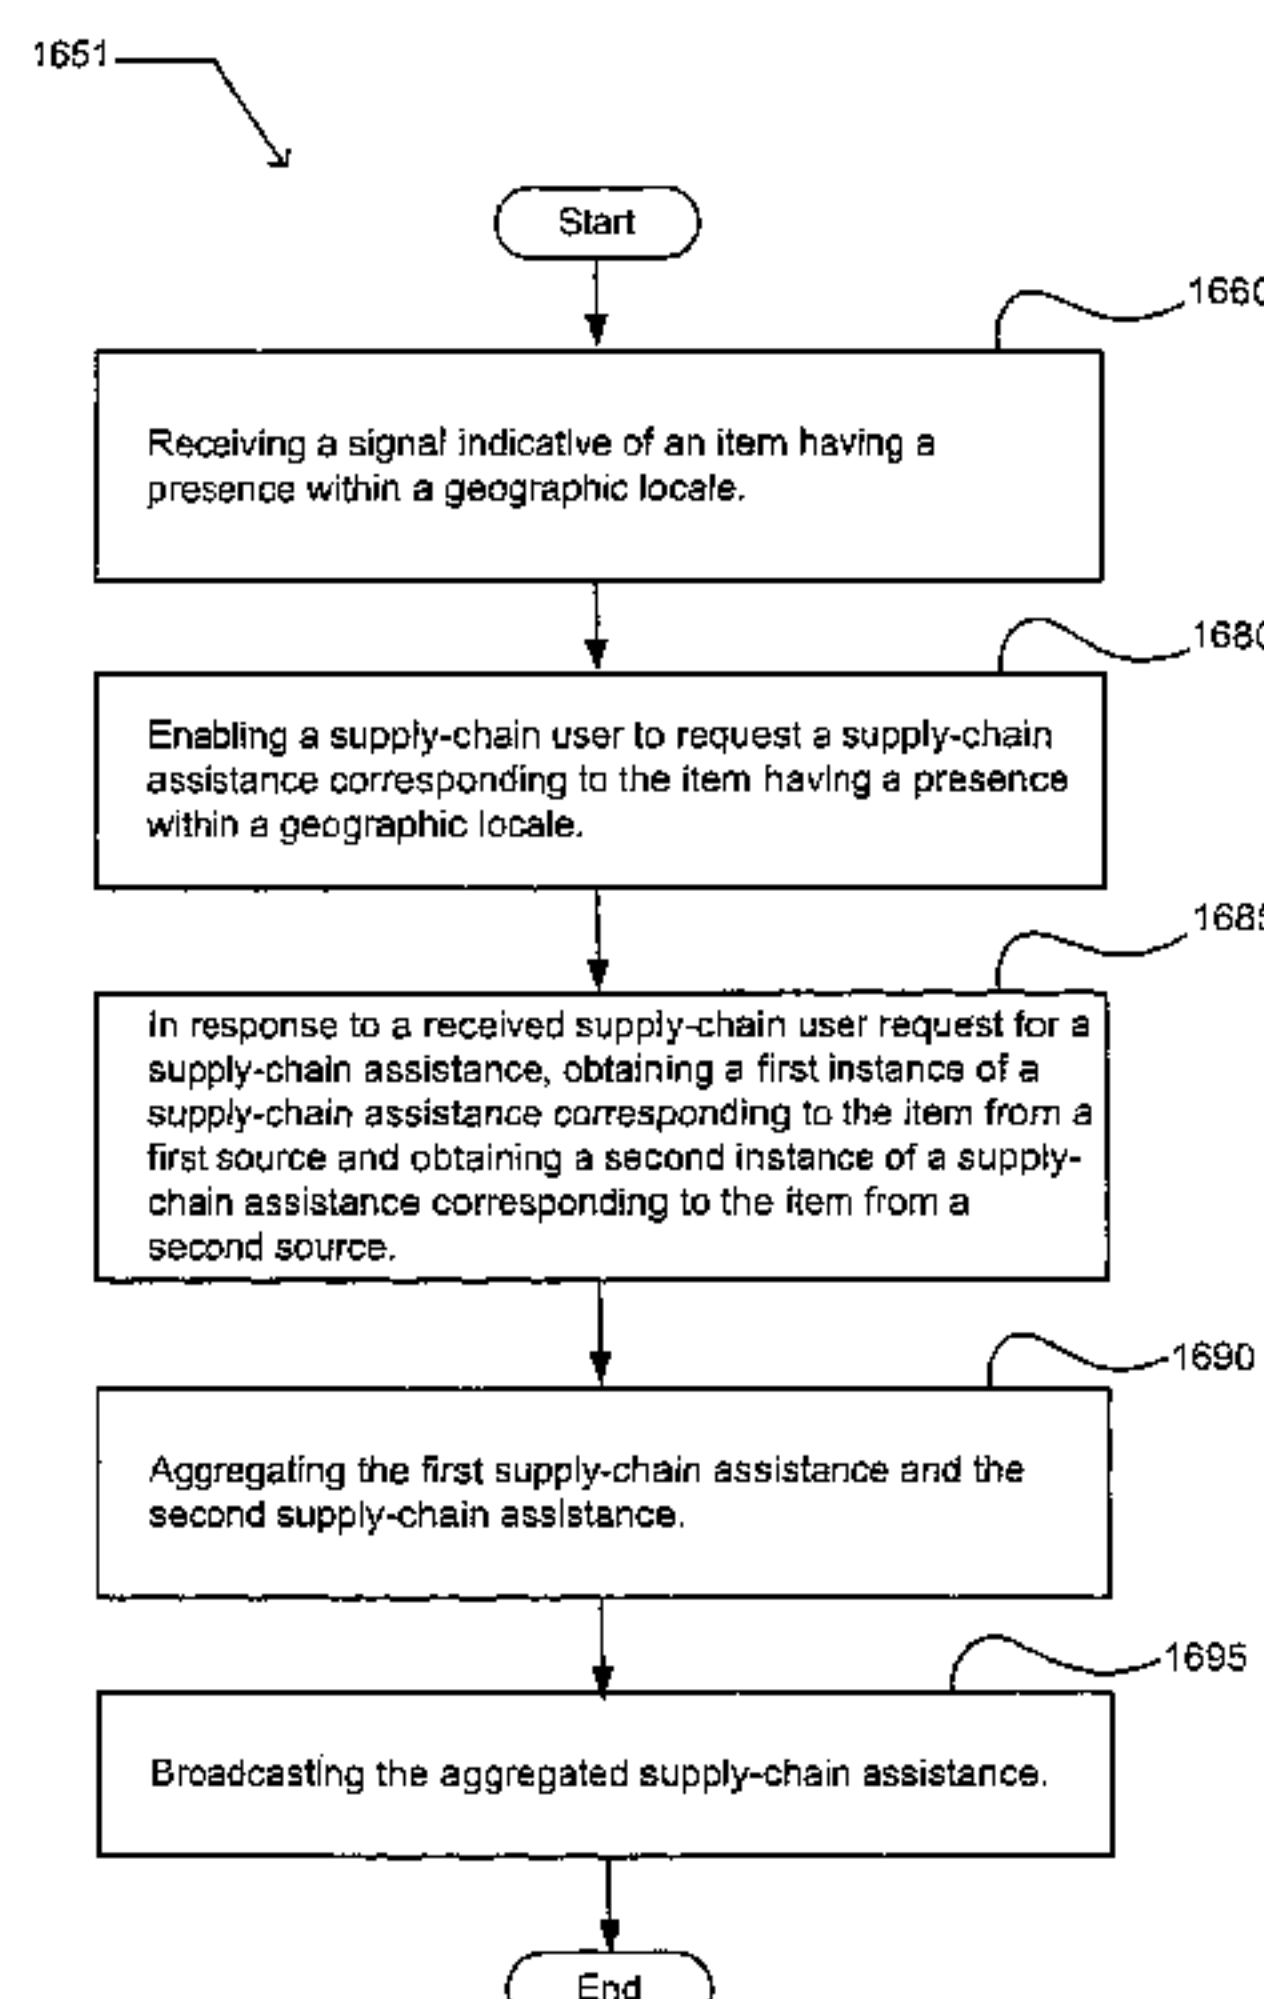 1651
Start
1660
Receiving a signal indicative of an item having a
presence within a geographic locale.
1680
Enabling a supply-chain user to request a supply-chain
assistance corresponding to the item having a presence
within a geographic locale.
1685
In response to a received supply-chain user request for a
supply-chain assistance, obtaining a first instance of a
supply-chain assistance corresponding to the item from a
first source and obtaining a second instance of a supply-
chain assistance corresponding to the item from a
second source.
1690
Aggregating the first supply-chain assistance and the
second supply-chain assistance.
1695
Broadcasting the aggregated supply-chain assistance.
End